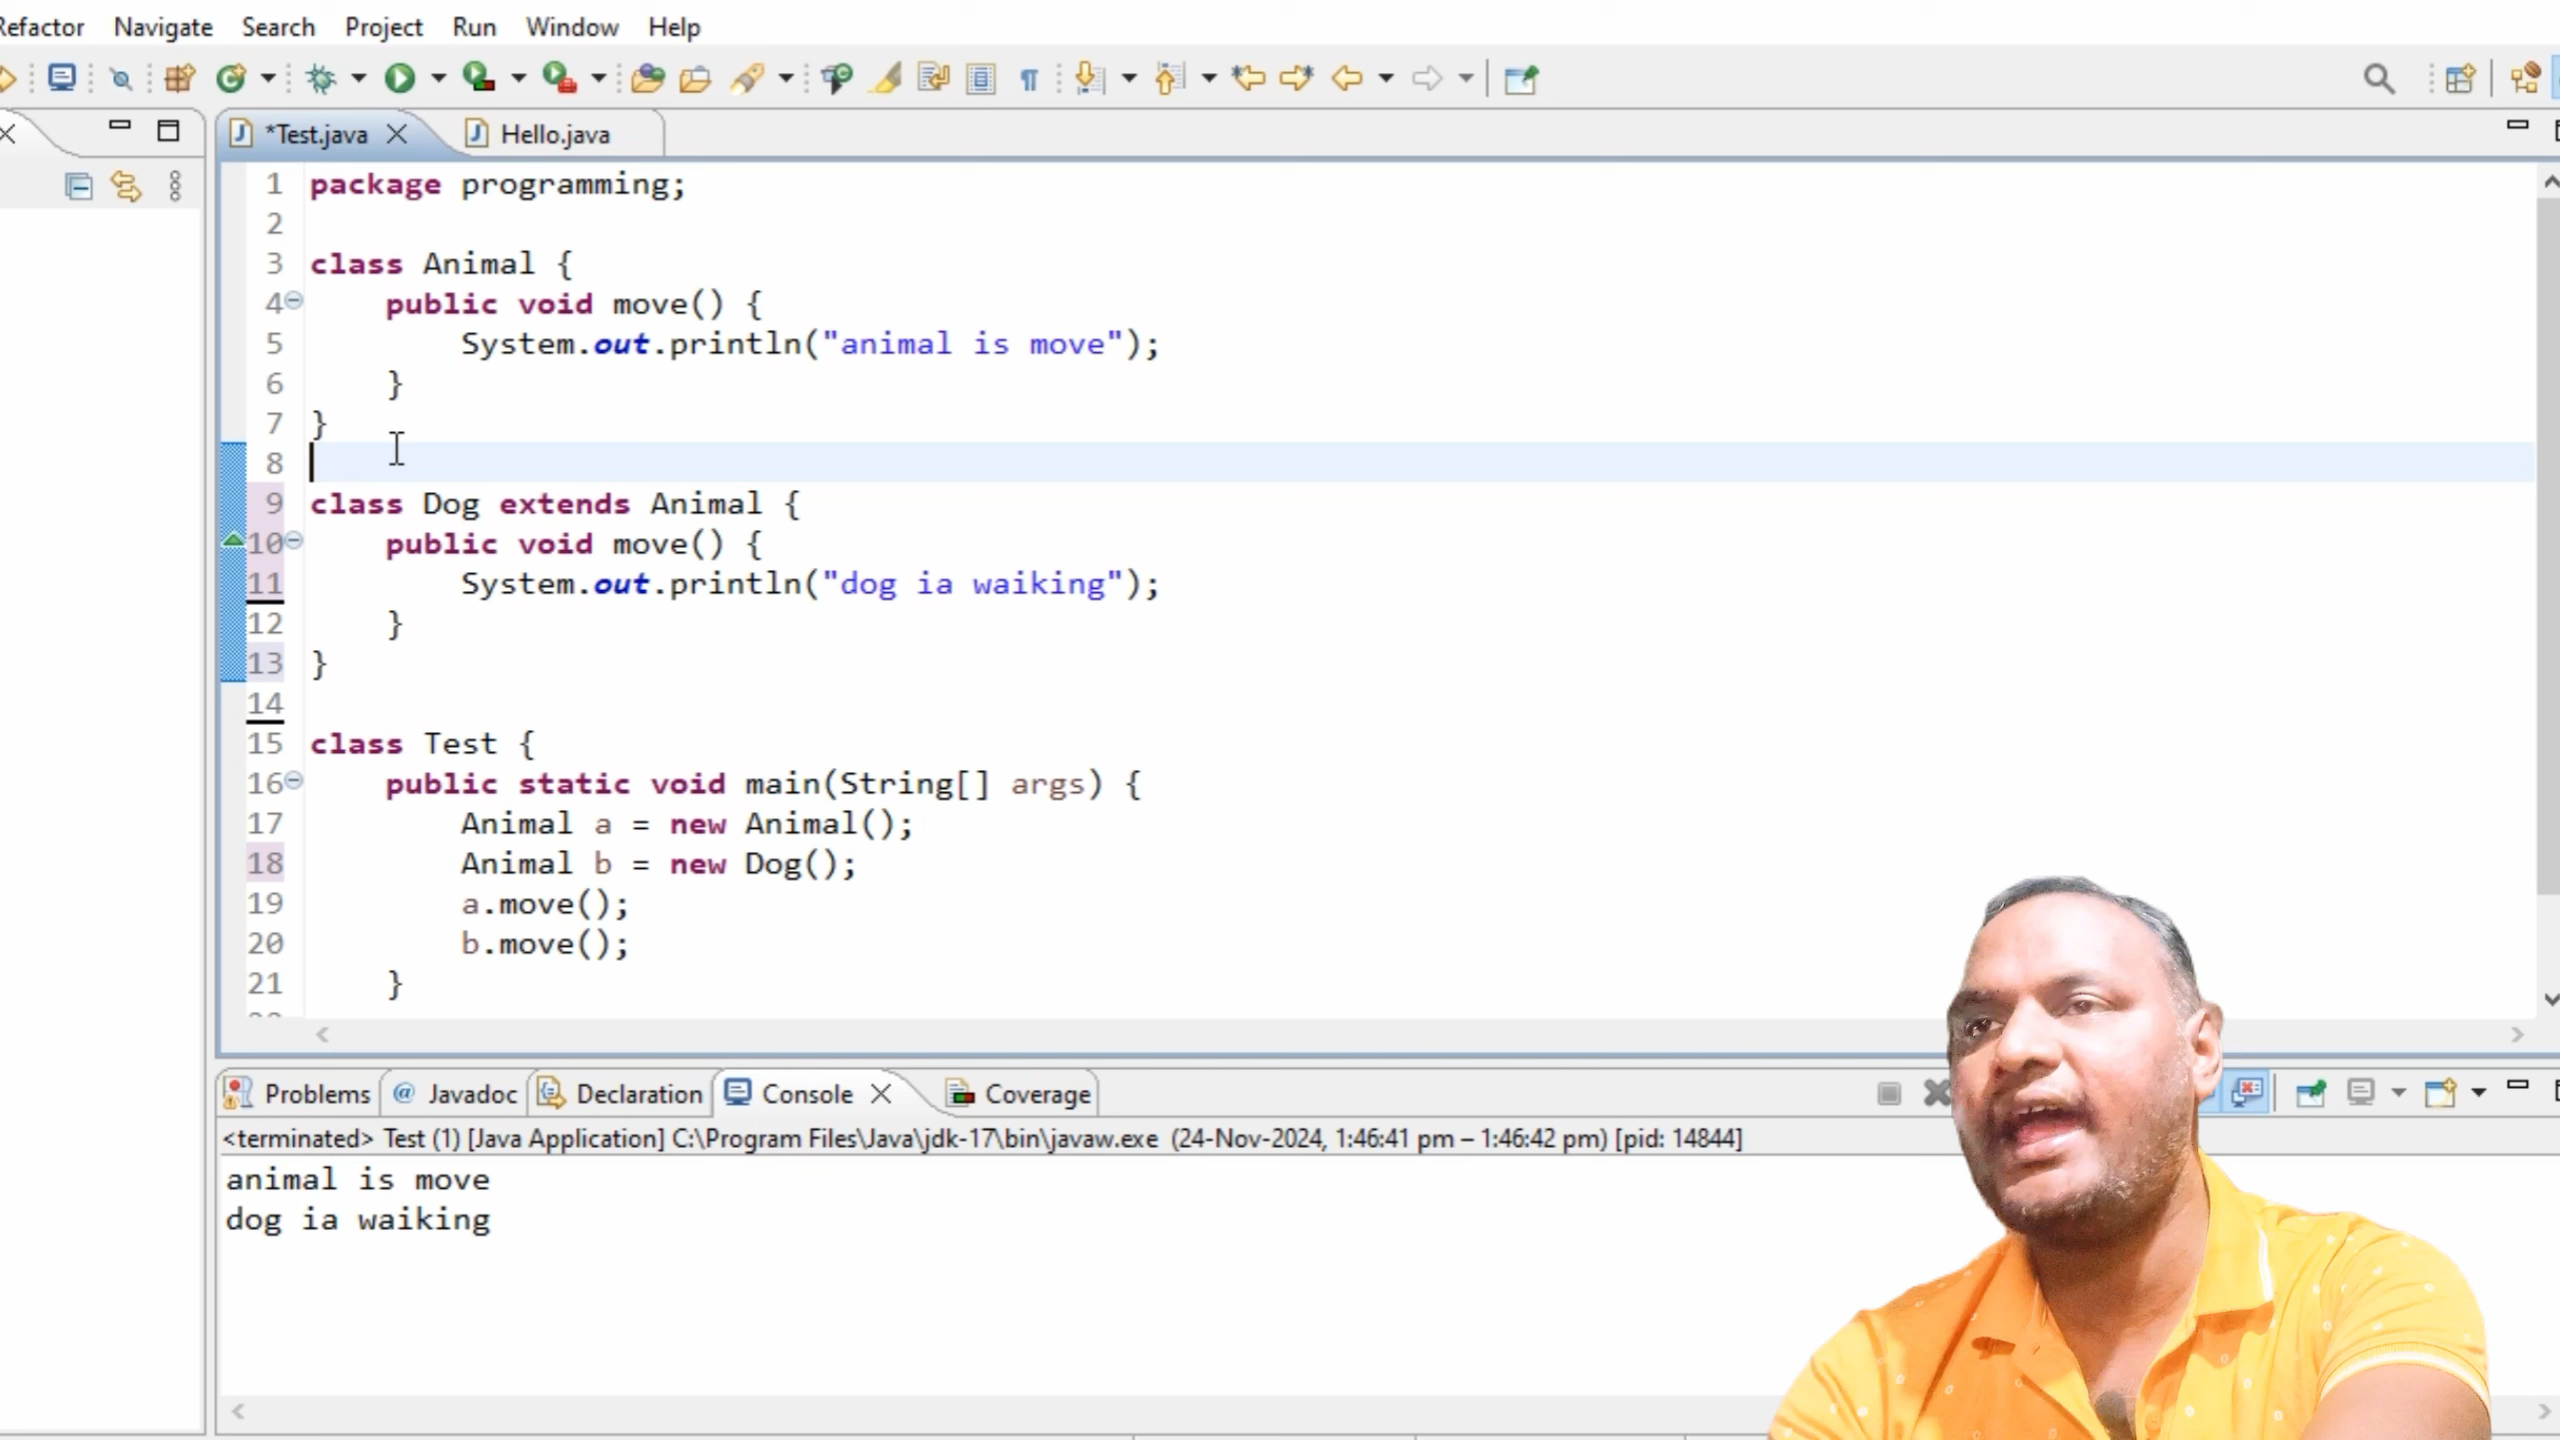 Refactor Navigate Search Project Run Window Help
*Test.java Hello.java
1 package programming;
2
3 class Animal {
4 public void move() {
5 System.out.println("animal is move");
6 }
7 }
8
9 class Dog extends Animal {
10 public void move() {
11 System.out.println("dog ia waiking");
12 }
13 }
14
15 class Test {
16 public static void main(String[] args) {
17 Animal a = new Animal();
18 Animal b = new Dog();
19 a.move();
20 b.move();
21 }
Problems @ Javadoc Declaration Console Coverage
<terminated> Test (1) [Java Application] C:\Program Files\Java\jdk-17\bin\javaw.exe (24-Nov-2024, 1:46:41 pm – 1:46:42 pm) [pid: 14844]
animal is move
dog ia waiking